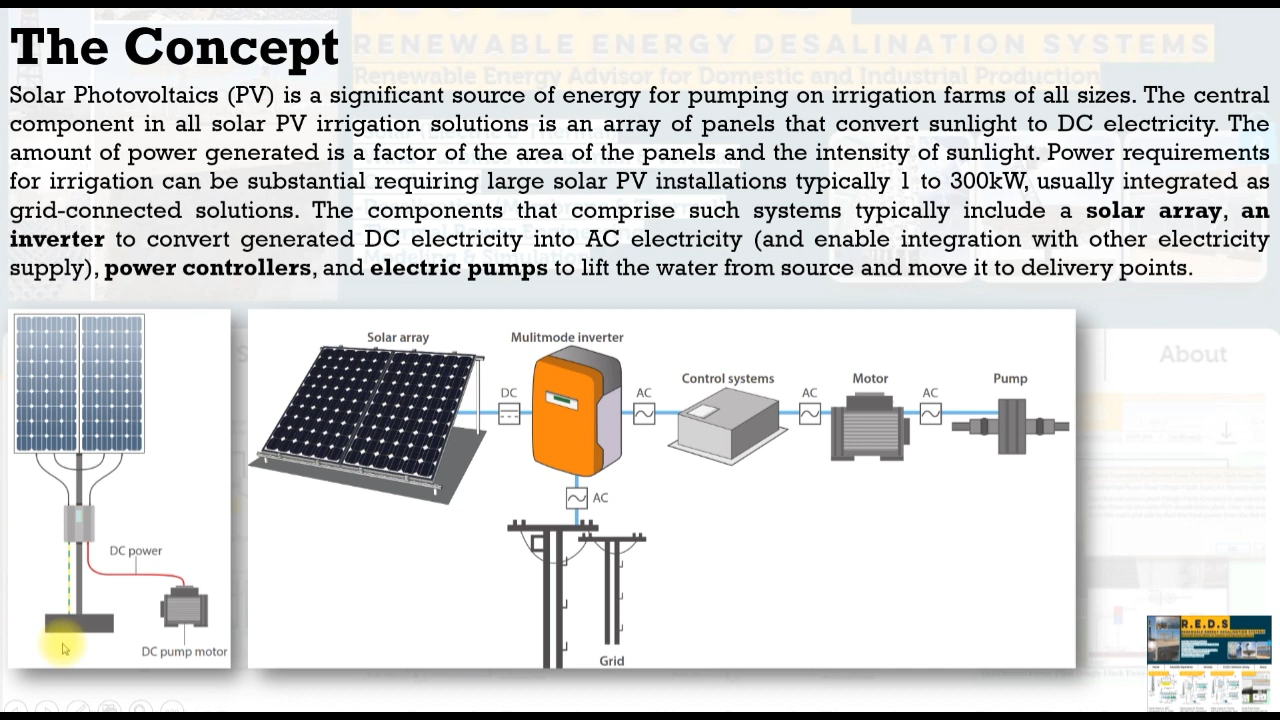 The Concept
RENEWABLE ENERGY DESALINATION SYSTEMS
Renewable Energy Advisor for Domestic and Industrial Production
Solar Photovoltaics (PV) is a significant source of energy for pumping on irrigation farms of all sizes. The central
component in all solar PV irrigation solutions is an array of panels that convert sunlight to DC electricity. The
amount of power generated is a factor of the area of the panels and the intensity of sunlight. Power requirements
for irrigation can be substantial requiring large solar PV installations typically 1 to 300kW, usually integrated as
grid-connected solutions. The components that comprise such systems typically include a solar array, an
inverter to convert generated DC electricity into AC electricity (and enable integration with other electricity
supply), power controllers, and electric pumps to lift the water from source and move it to delivery points.
Solar array
Mulitmode inverter
Control systems
Motor
Pump
DC
AC
AC
AC
AC
Grid
DC power
DC pump motor
About
R.E.D.S
RENEWABLE ENERGY DESALINATION SYSTEMS